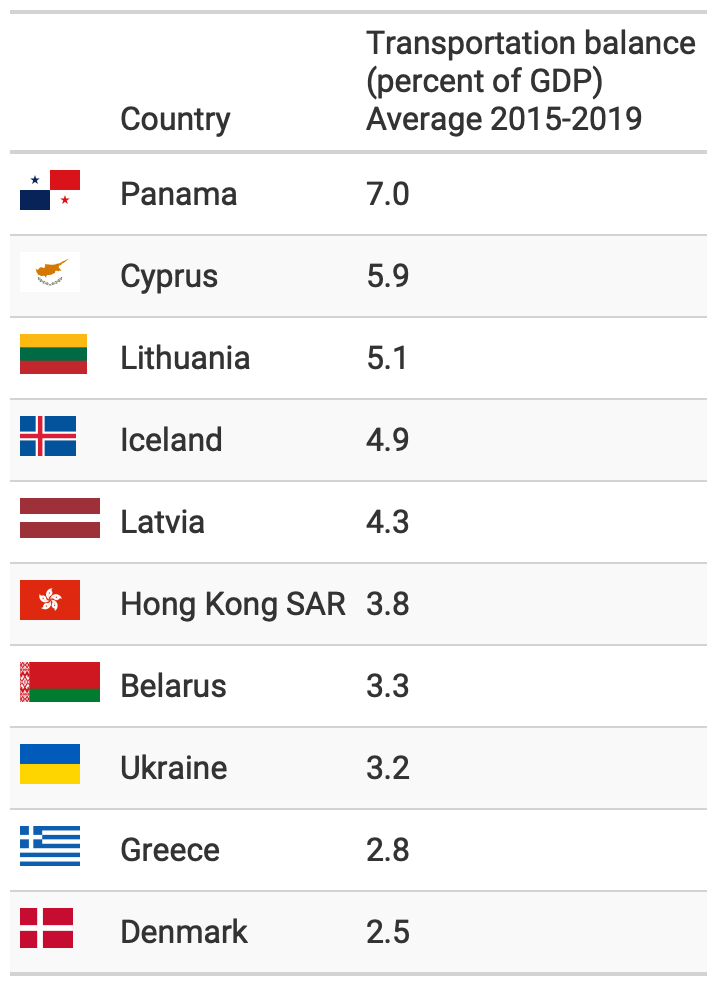 Country
Transportation balance
(percent of GDP)
Average 2015-2019
Panama 7.0
Cyprus 5.9
Lithuania 5.1
Iceland 4.9
Latvia 4.3
Hong Kong SAR 3.8
Belarus 3.3
Ukraine 3.2
Greece 2.8
Denmark 2.5